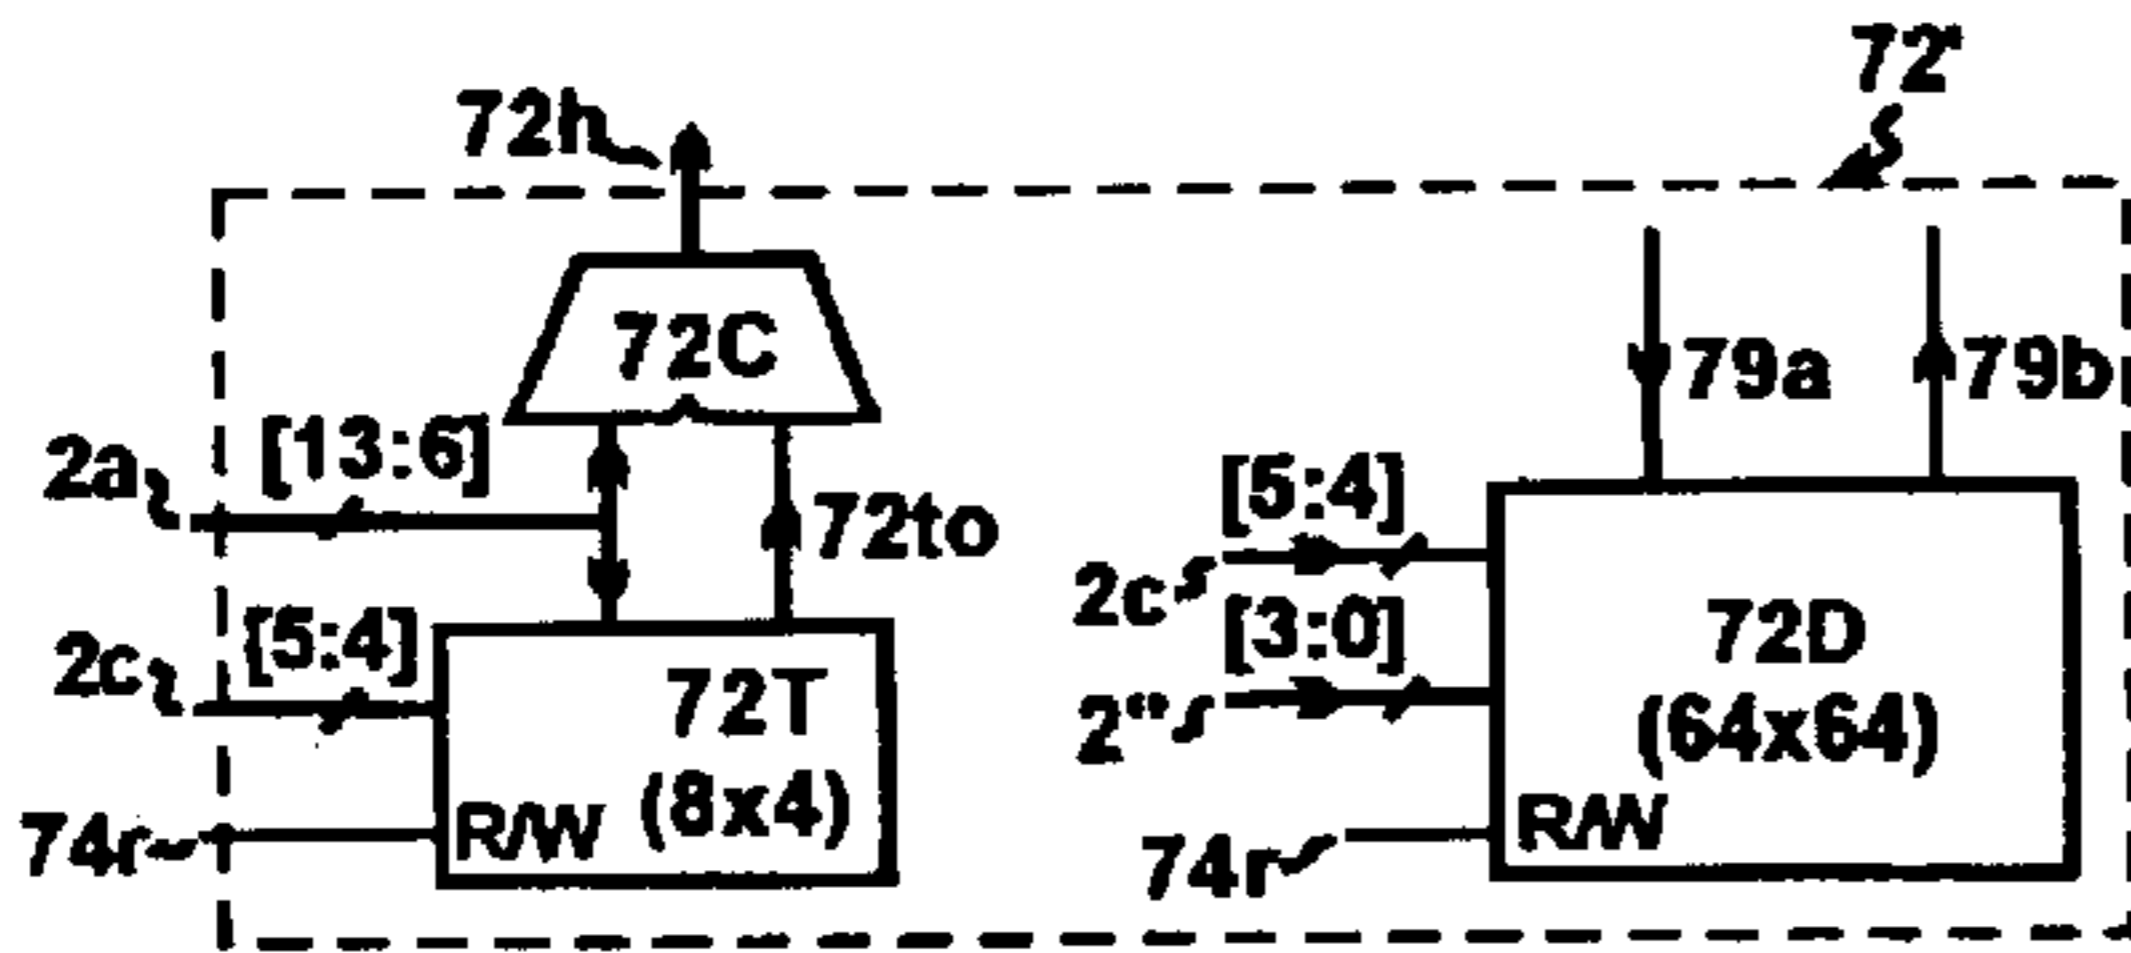 72'
72h
72C
79a
79b
[13:6]
2a
72to
[5:4]
2c
[5:4]
2c
[3:0]
2"
72T
(8x4)
R/W
74r
72D
(64x64)
R/W
74r